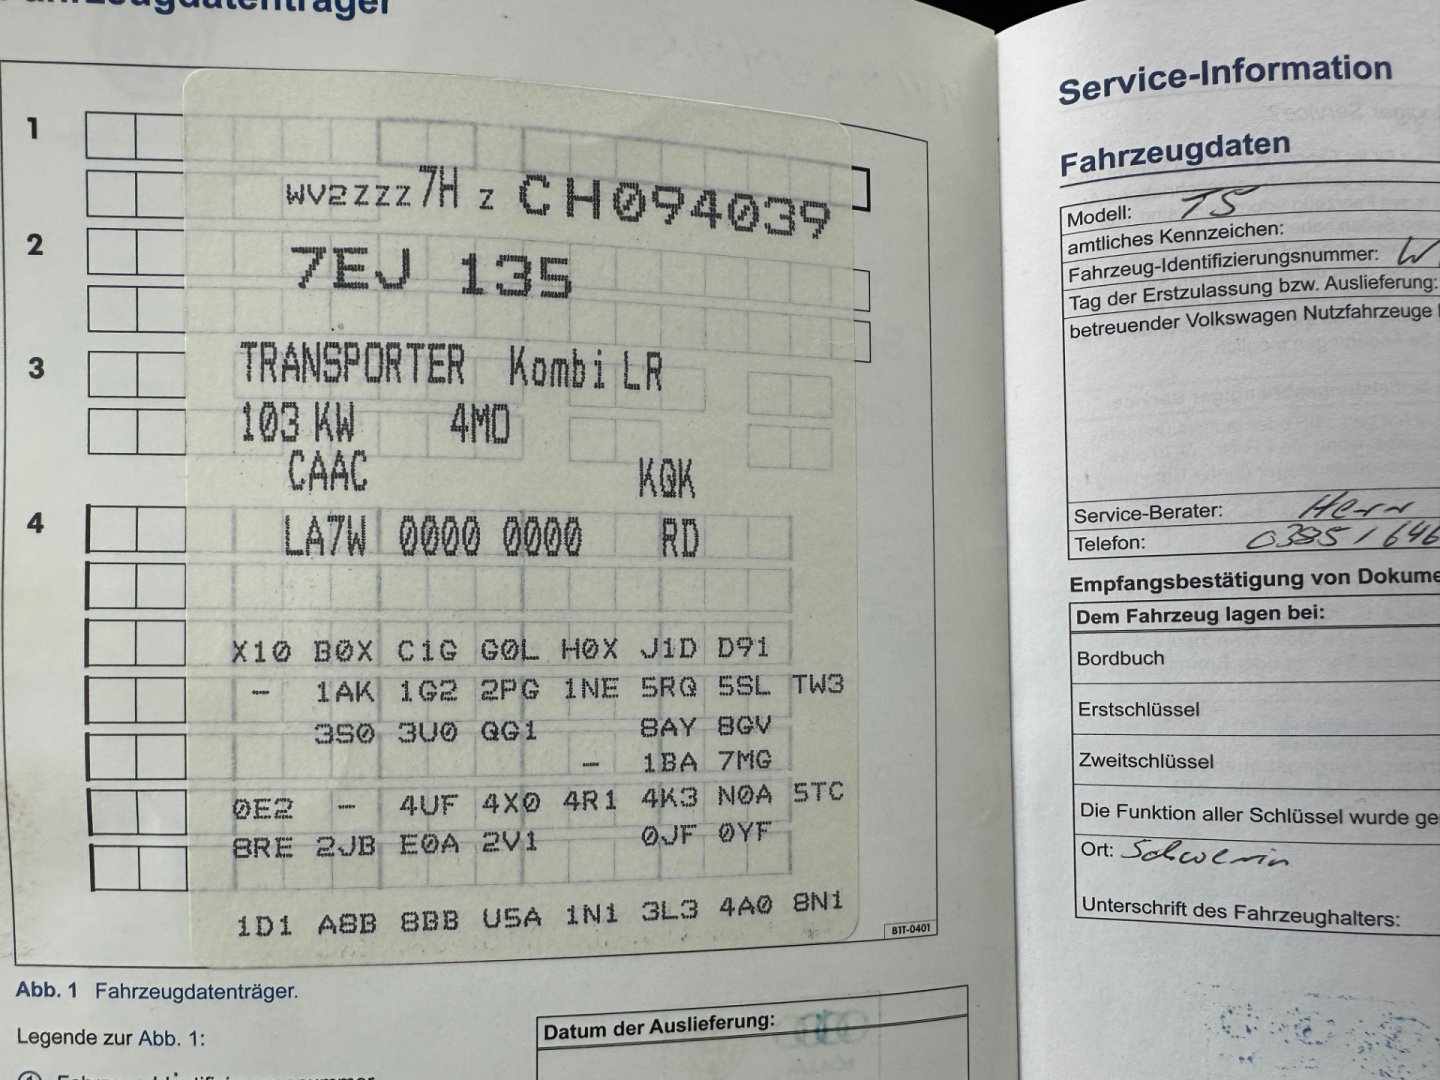 Fahrzeugdatenträger
1
WV2ZZZ7H Z CH094039
2
7EJ 135
3
TRANSPORTER Kombi LR
103 KW 4MO
CAAC KQK
4
LA7W 0000 0000 RD
X10 B0X C1G G0L H0X J1D D91
- 1AK 1G2 2PG 1NE 5RQ 5SL TW3
3S0 3U0 QG1 8AY 8GV
- 1BA 7MG
0E2 - 4UF 4X0 4R1 4K3 N0A 5TC
8RE 2JB E0A 2V1 0JF 0YF
1D1 A8B 8BB U5A 1N1 3L3 4A0 8N1
B1T-0401
Abb. 1 Fahrzeugdatenträger.
Legende zur Abb. 1:
Datum der Auslieferung:
Service-Information
Fahrzeugdaten
Modell: T5
amtliches Kennzeichen:
Fahrzeug-Identifizierungsnummer: W
Tag der Erstzulassung bzw. Auslieferung:
betreuender Volkswagen Nutzfahrzeuge
Service-Berater: Herr
Telefon: 0385 / 646
Empfangsbestätigung von Dokume
Dem Fahrzeug lagen bei:
Bordbuch
Erstschlüssel
Zweitschlüssel
Die Funktion aller Schlüssel wurde ge
Ort: Schwerin
Unterschrift des Fahrzeughalters: